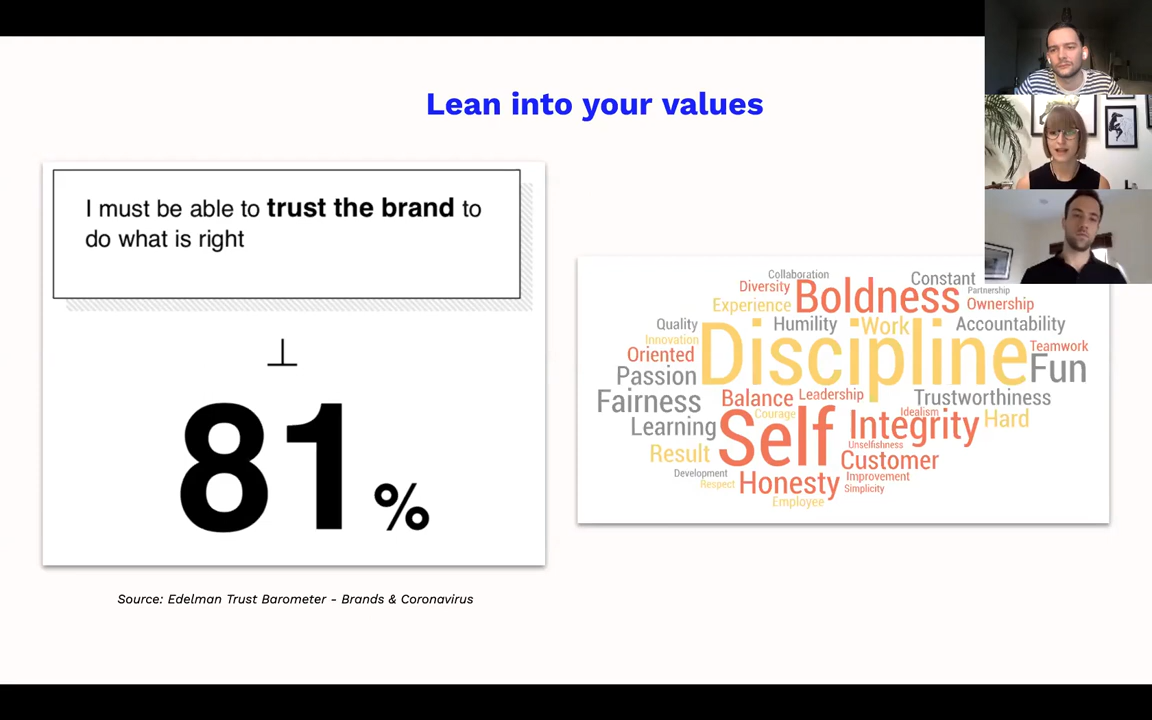 Lean into your values
I must be able to trust the brand to
do what is right
81 %
Source: Edelman Trust Barometer - Brands & Coronavirus
Collaboration
Constant
Diversity
Boldness
Partnership
Experience
Ownership
Quality
Humility
Work
Accountability
Innovation
Discipline
Teamwork
Oriented
Fun
Passion
Balance
Leadership
Trustworthiness
Fairness
Courage
Idealism
Learning
Self
Integrity
Hard
Unselfishness
Result
Customer
Development
Improvement
Respect
Honesty
Simplicity
Employee